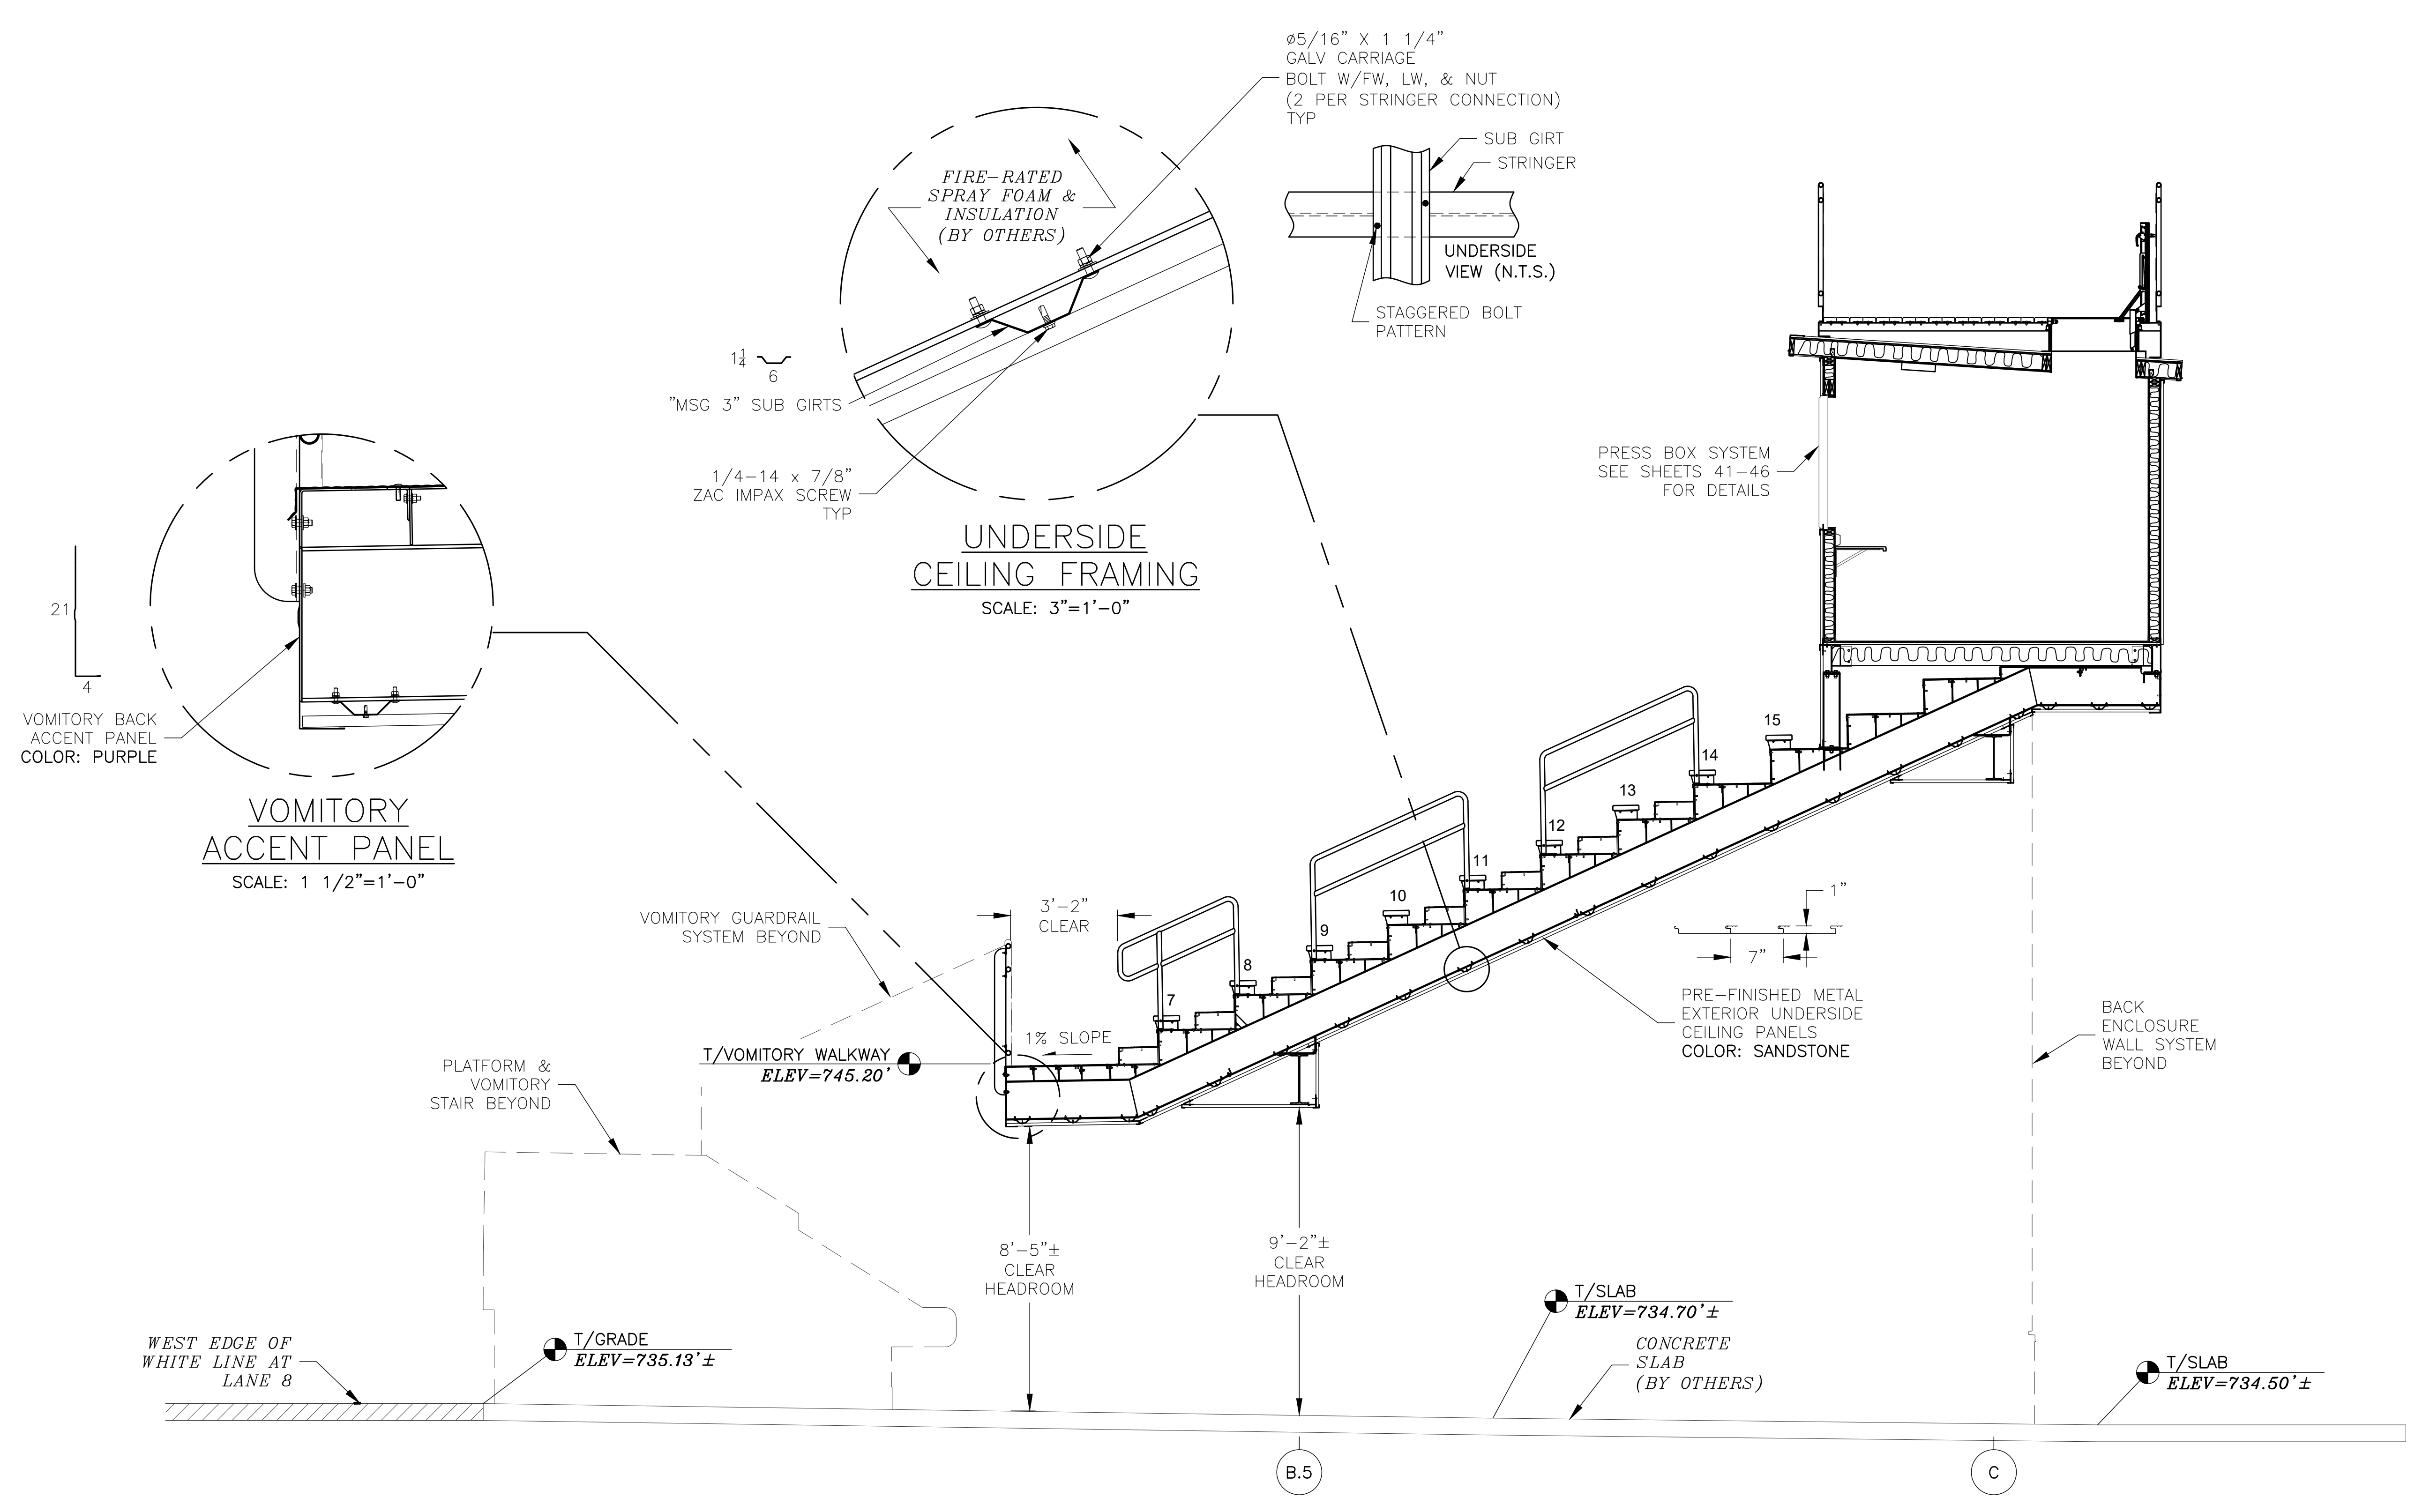 ø5/16" X 1 1/4"
GALV CARRIAGE
BOLT W/FW, LW, & NUT
(2 PER STRINGER CONNECTION)
TYP
SUB GIRT
STRINGER
UNDERSIDE
VIEW (N.T.S.)
STAGGERED BOLT
PATTERN
FIRE-RATED
SPRAY FOAM &
INSULATION
(BY OTHERS)
1 1/4
6
"MSG 3" SUB GIRTS
1/4-14 x 7/8"
ZAC IMPAX SCREW
TYP
UNDERSIDE
CEILING FRAMING
SCALE: 3"=1'-0"
PRESS BOX SYSTEM
SEE SHEETS 41-46
FOR DETAILS
21
4
VOMITORY BACK
ACCENT PANEL
COLOR: PURPLE
VOMITORY
ACCENT PANEL
SCALE: 1 1/2"=1'-0"
15
14
13
12
11
10
9
8
7
3'-2"
CLEAR
VOMITORY GUARDRAIL
SYSTEM BEYOND
1% SLOPE
T/VOMITORY WALKWAY
ELEV=745.20'
PLATFORM &
VOMITORY
STAIR BEYOND
1"
7"
PRE-FINISHED METAL
EXTERIOR UNDERSIDE
CEILING PANELS
COLOR: SANDSTONE
BACK
ENCLOSURE
WALL SYSTEM
BEYOND
8'-5"±
CLEAR
HEADROOM
9'-2"±
CLEAR
HEADROOM
T/SLAB
ELEV=734.70'±
CONCRETE
SLAB
(BY OTHERS)
WEST EDGE OF
WHITE LINE AT
LANE 8
T/GRADE
ELEV=735.13'±
T/SLAB
ELEV=734.50'±
B.5
C